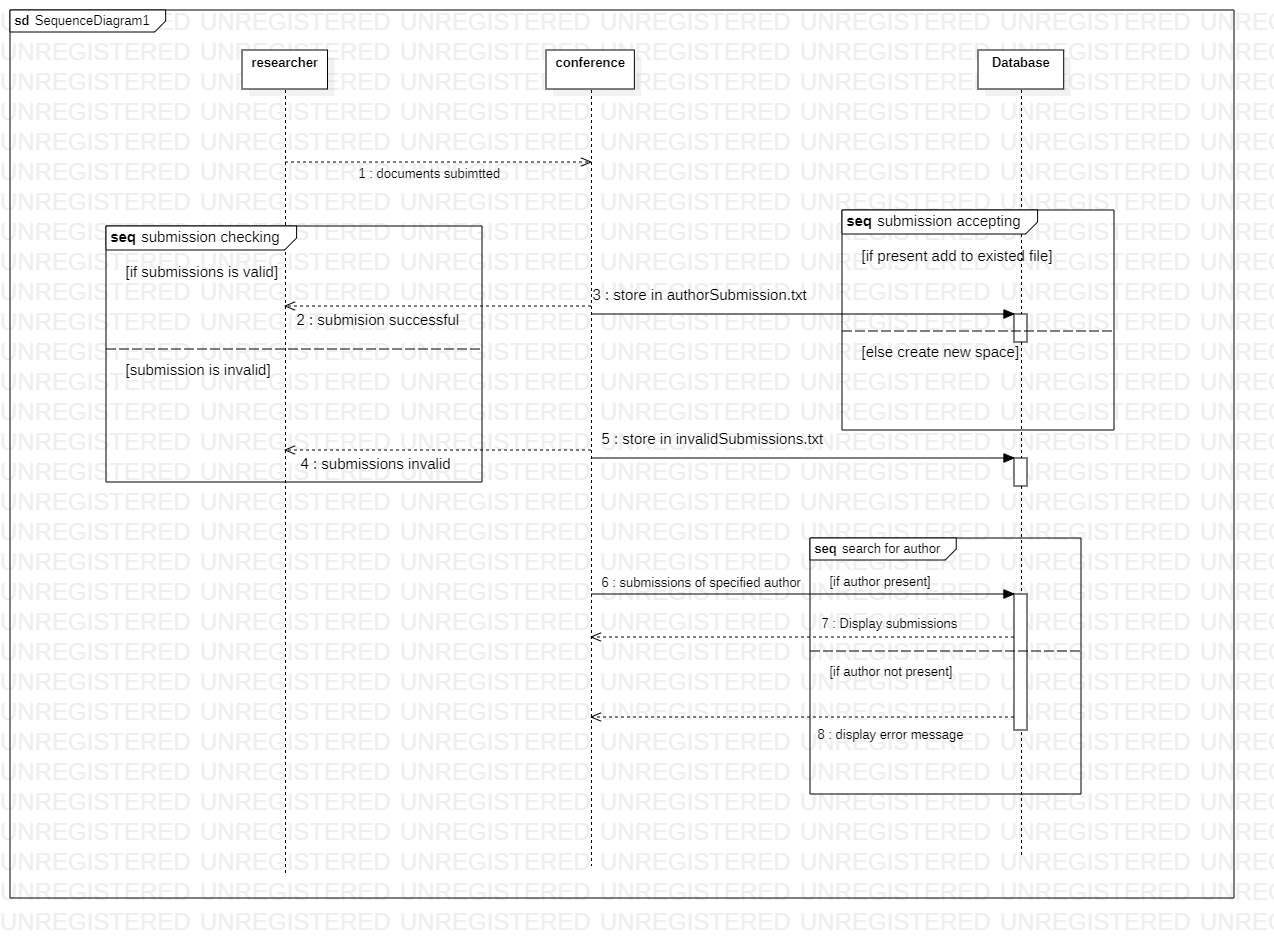 sd SequenceDiagram1
researcher
conference
Database
1 : documents subimtted
seq submission accepting
seq submission checking
[if present add to existed file]
[if submissions is valid]
3 : store in authorSubmission.txt
2 : submision successful
[else create new space]
[submission is invalid]
5 : store in invalidSubmissions.txt
4 : submissions invalid
seq search for author
6 : submissions of specified author
[if author present]
7 : Display submissions
[if author not present]
8 : display error message
UNREGISTERED